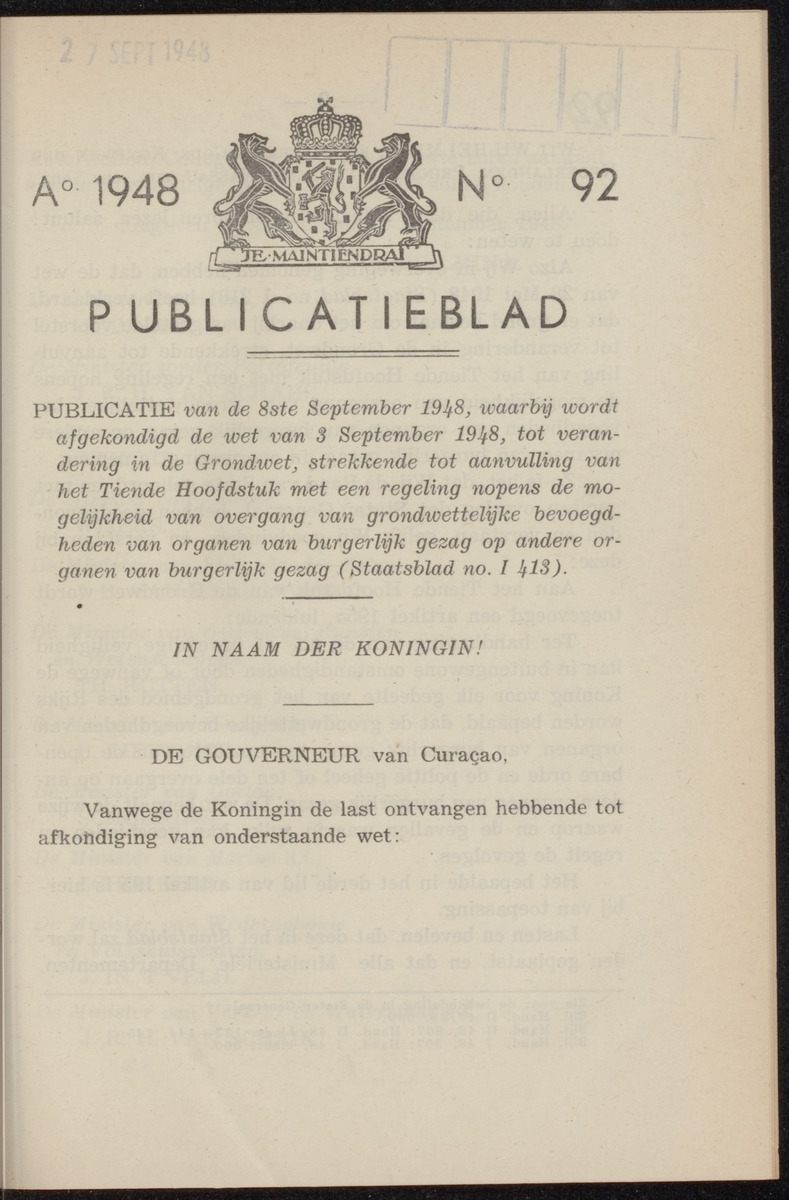 2 7 SEPT 1948
Aº. 1948
Nº. 92
JE·MAINTIENDRAI
PUBLICATIEBLAD
PUBLICATIE van de 8ste September 1948, waarbij wordt
afgekondigd de wet van 3 September 1948, tot veran-
dering in de Grondwet, strekkende tot aanvulling van
het Tiende Hoofdstuk met een regeling nopens de mo-
gelijkheid van overgang van grondwettelijke bevoegd-
heden van organen van burgerlijk gezag op andere or-
ganen van burgerlijk gezag (Staatsblad no. I 413).
IN NAAM DER KONINGIN!
DE GOUVERNEUR van Curaçao,
Vanwege de Koningin de last ontvangen hebbende tot
afkondiging van onderstaande wet: